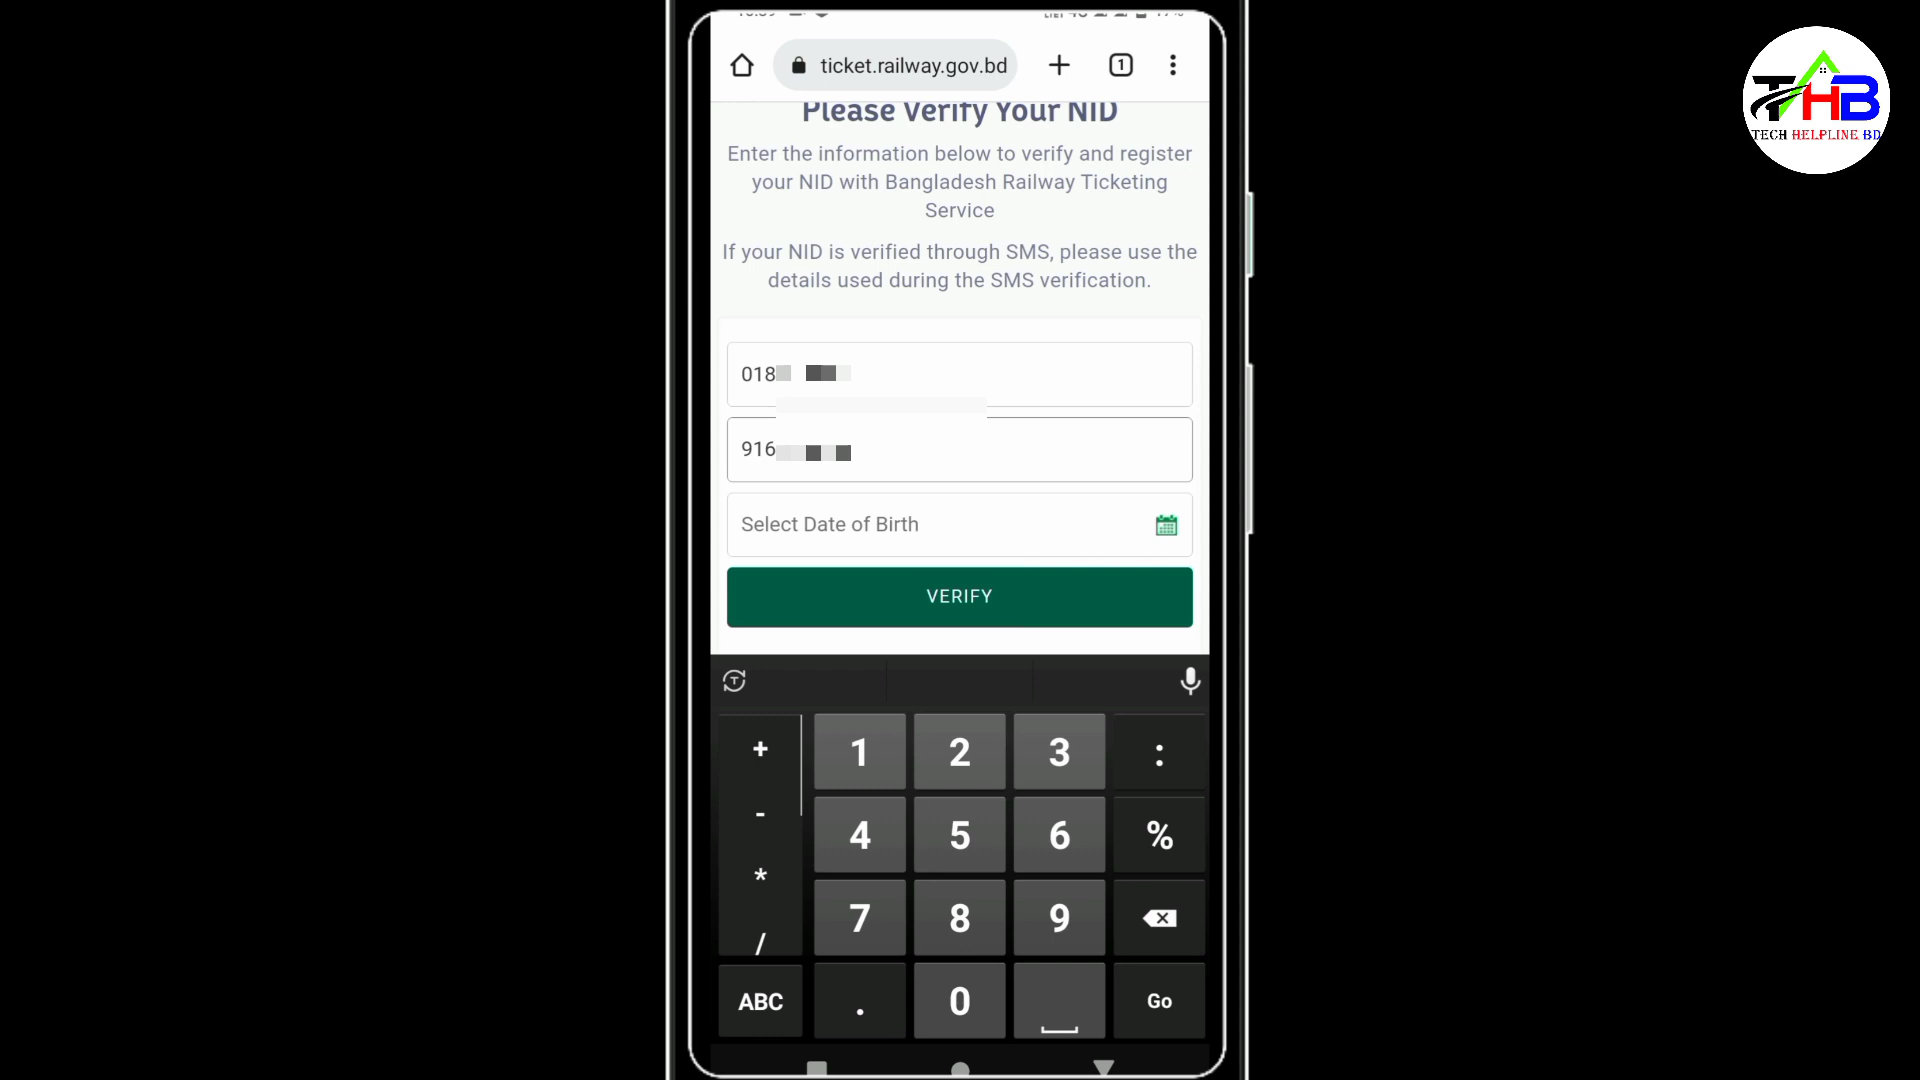 ticket.railway.gov.bd
+
1
Please Verify Your NID
Enter the information below to verify and register
your NID with Bangladesh Railway Ticketing
Service
If your NID is verified through SMS, please use the
details used during the SMS verification.
018
916
Select Date of Birth
VERIFY
T
+ 1 2 3 :
- 4 5 6 %
* 7 8 9
/
ABC . 0 Go
THB
TECH HELPLINE BD